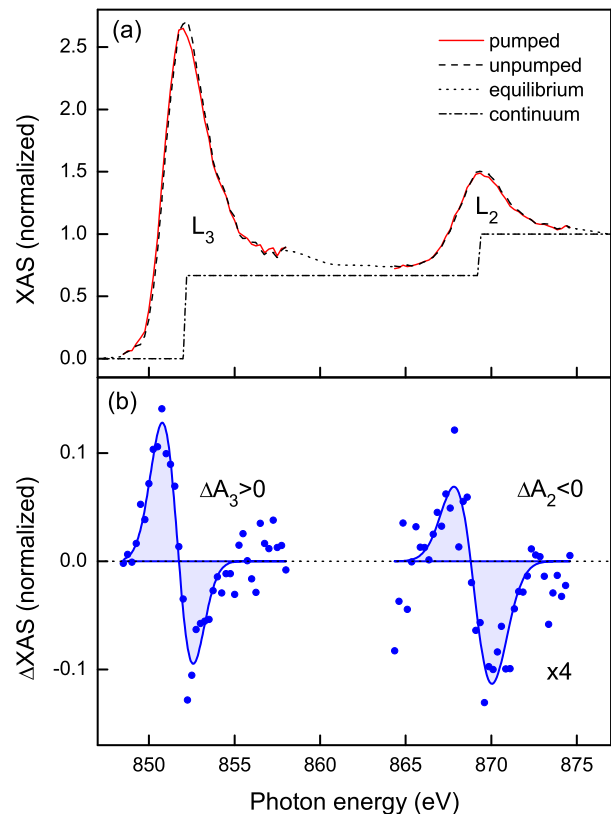 (a)
pumped
unpumped
equilibrium
continuum
2.5
2.0
1.5
1.0
0.5
0.0
XAS (normalized)
L3
L2
(b)
ΔA3>0
ΔA2<0
0.1
0.0
-0.1
x4
ΔXAS (normalized)
850 855 860 865 870 875
Photon energy (eV)